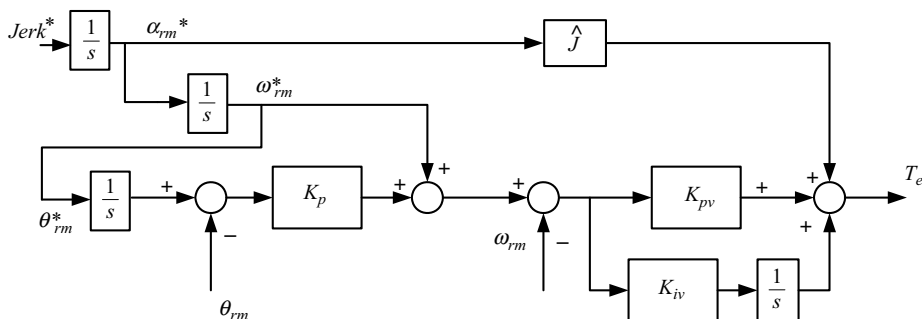 Jerk*
1
s
α_rm*
Ĵ
1
s
ω*_rm
+
+
T_e
θ*_rm
1
s
+
−
K_p
+
+
−
K_pv
+
+
ω_rm
K_iv
1
s
θ_rm